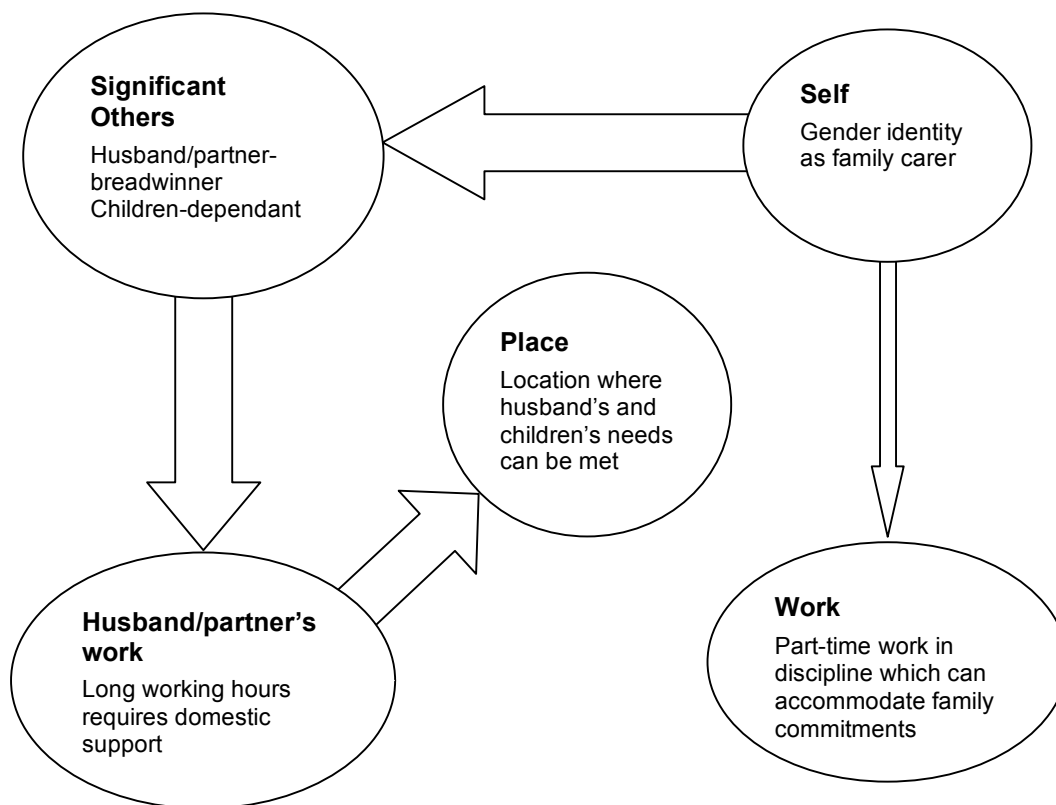 Significant
Others
Husband/partner-
breadwinner
Children-dependant
Self
Gender identity
as family carer
Place
Location where
husband's and
children's needs
can be met
Husband/partner's
work
Long working hours
requires domestic
support
Work
Part-time work in
discipline which can
accommodate family
commitments